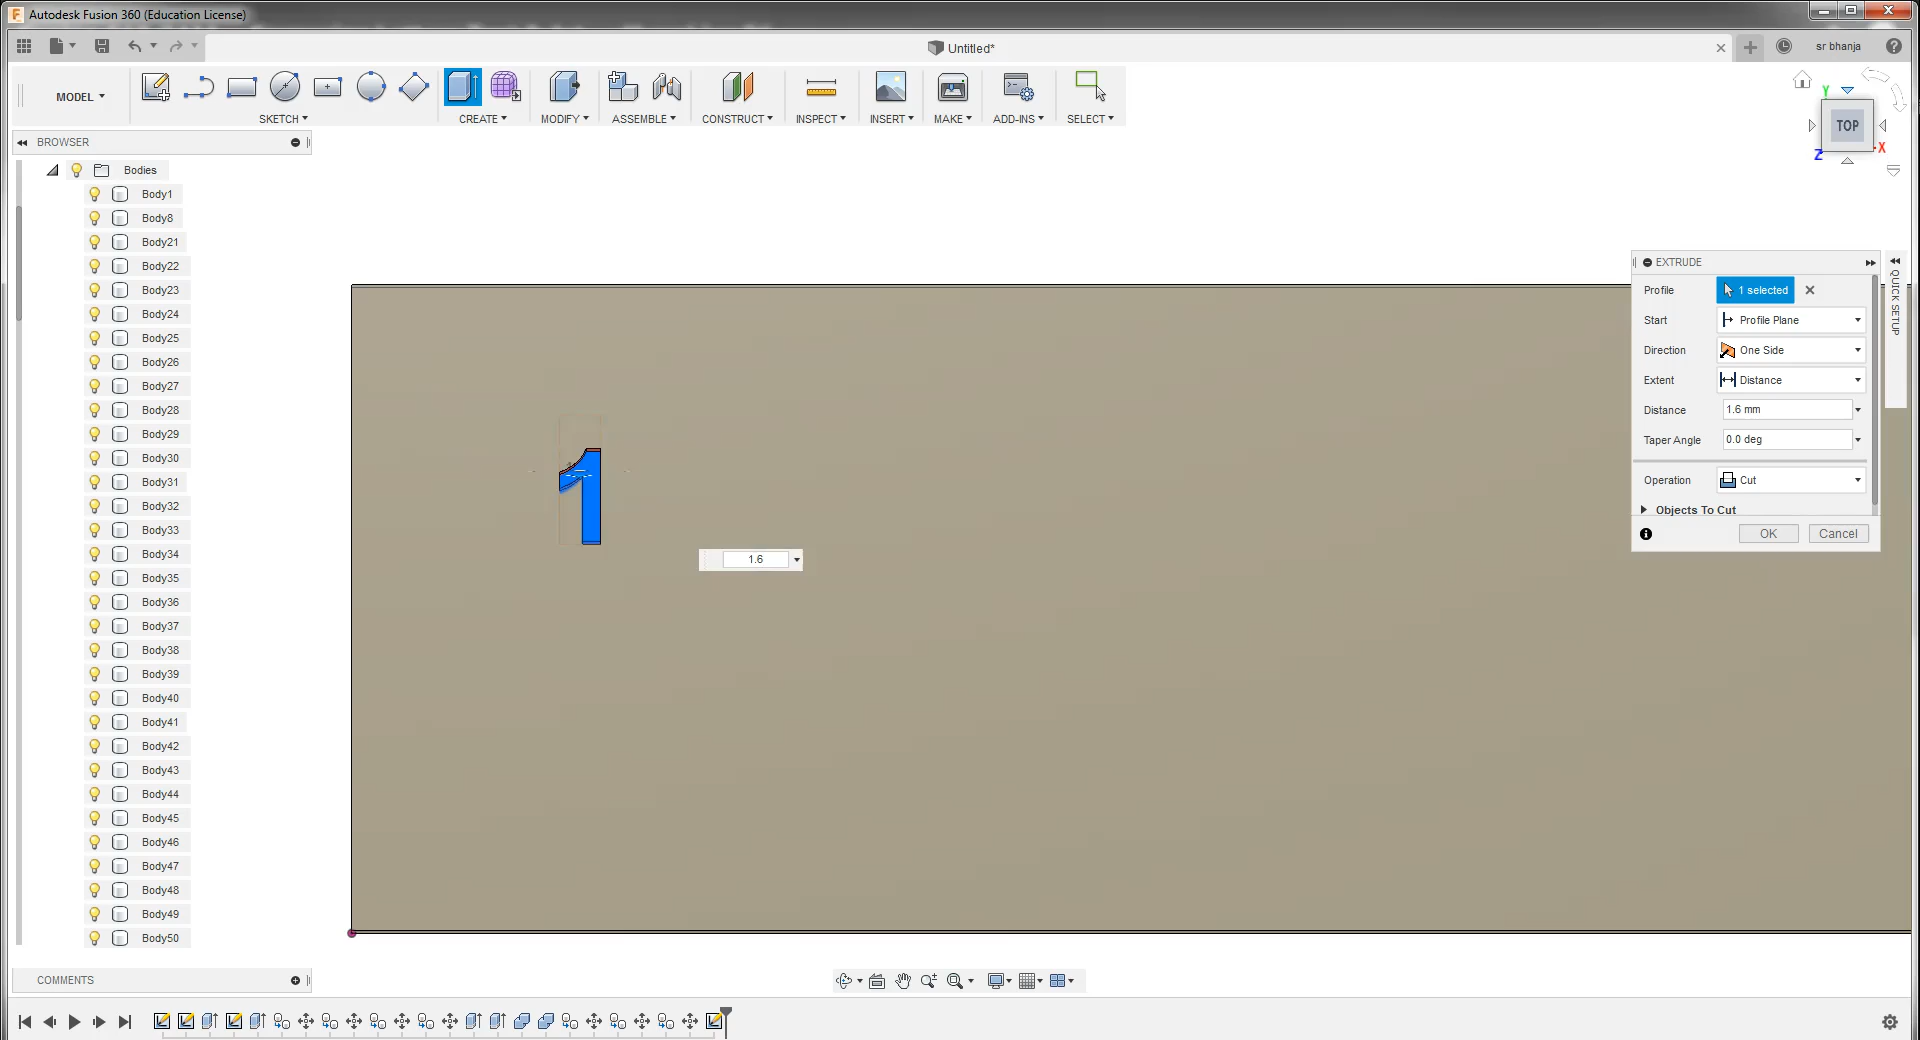 Autodesk Fusion 360 (Education License)
Untitled*
sr bhanja
MODEL
SKETCH
CREATE
MODIFY
ASSEMBLE
CONSTRUCT
INSPECT
INSERT
MAKE
ADD-INS
SELECT
Y
TOP
Z
X
BROWSER
Bodies
Body1
Body8
Body21
Body22
Body23
Body24
Body25
Body26
Body27
Body28
Body29
Body30
Body31
Body32
Body33
Body34
Body35
Body36
Body37
Body38
Body39
Body40
Body41
Body42
Body43
Body44
Body45
Body46
Body47
Body48
Body49
Body50
1
1.6
EXTRUDE
Profile 1 selected
Start Profile Plane
Direction One Side
Extent Distance
Distance 1.6 mm
Taper Angle 0.0 deg
Operation Cut
Objects To Cut
OK Cancel
QUICK SETUP
COMMENTS